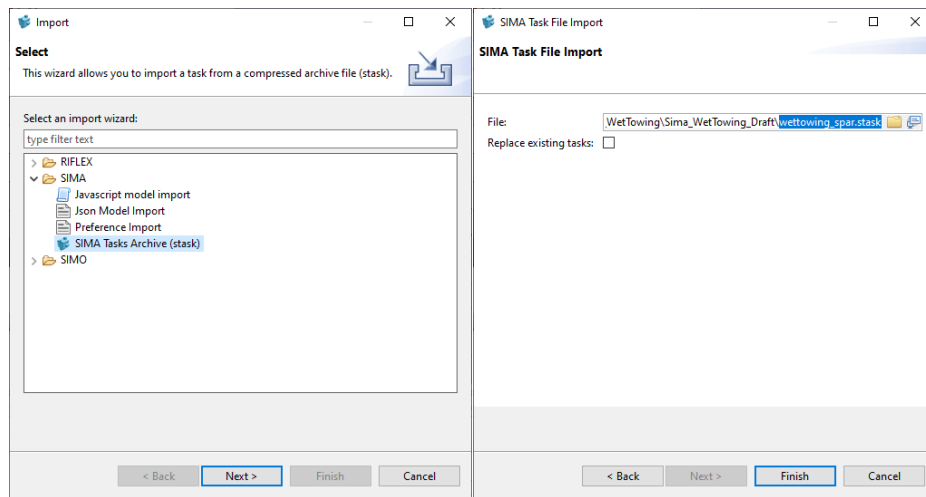 Import
Select
This wizard allows you to import a task from a compressed archive file (stask).
Select an import wizard:
type filter text
RIFLEX
SIMA
Javascript model import
Json Model Import
Preference Import
SIMA Tasks Archive (stask)
SIMO
< Back Next > Finish Cancel
SIMA Task File Import
SIMA Task File Import
File: WetTowing\Sima_WetTowing_Draft\wettowing_spar.stask
Replace existing tasks:
< Back Next > Finish Cancel